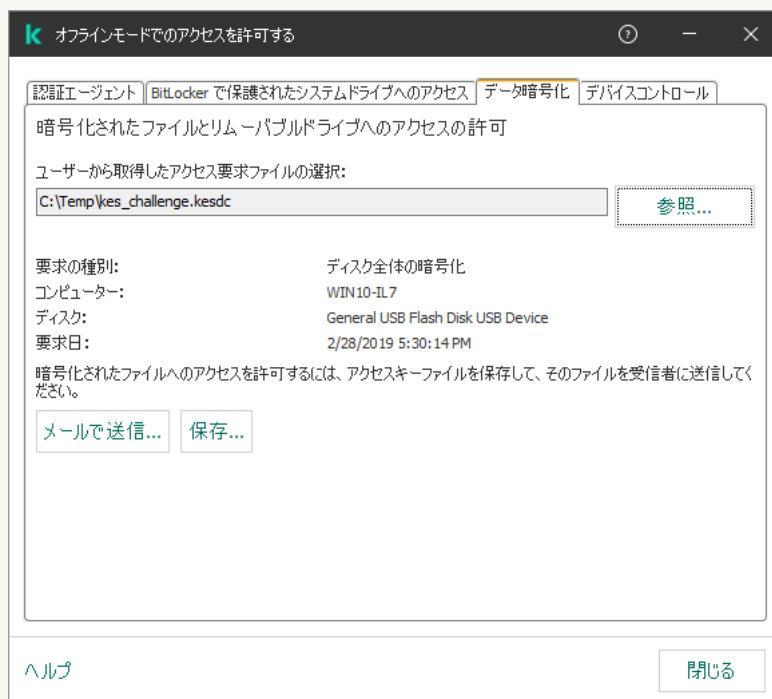 オフラインモードでのアクセスを許可する
認証エージェント BitLocker で保護されたシステムドライブへのアクセス データ暗号化 デバイスコントロール
暗号化されたファイルとリムーバブルドライブへのアクセスの許可
ユーザーから取得したアクセス要求ファイルの選択:
C:\Temp\kes_challenge.kesdc 参照...
要求の種別: ディスク全体の暗号化
コンピューター: WIN10-IL7
ディスク: General USB Flash Disk USB Device
要求日: 2/28/2019 5:30:14 PM
暗号化されたファイルへのアクセスを許可するには、アクセスキーファイルを保存して、そのファイルを受信者に送信してく
ださい。
メールで送信... 保存...
ヘルプ 閉じる